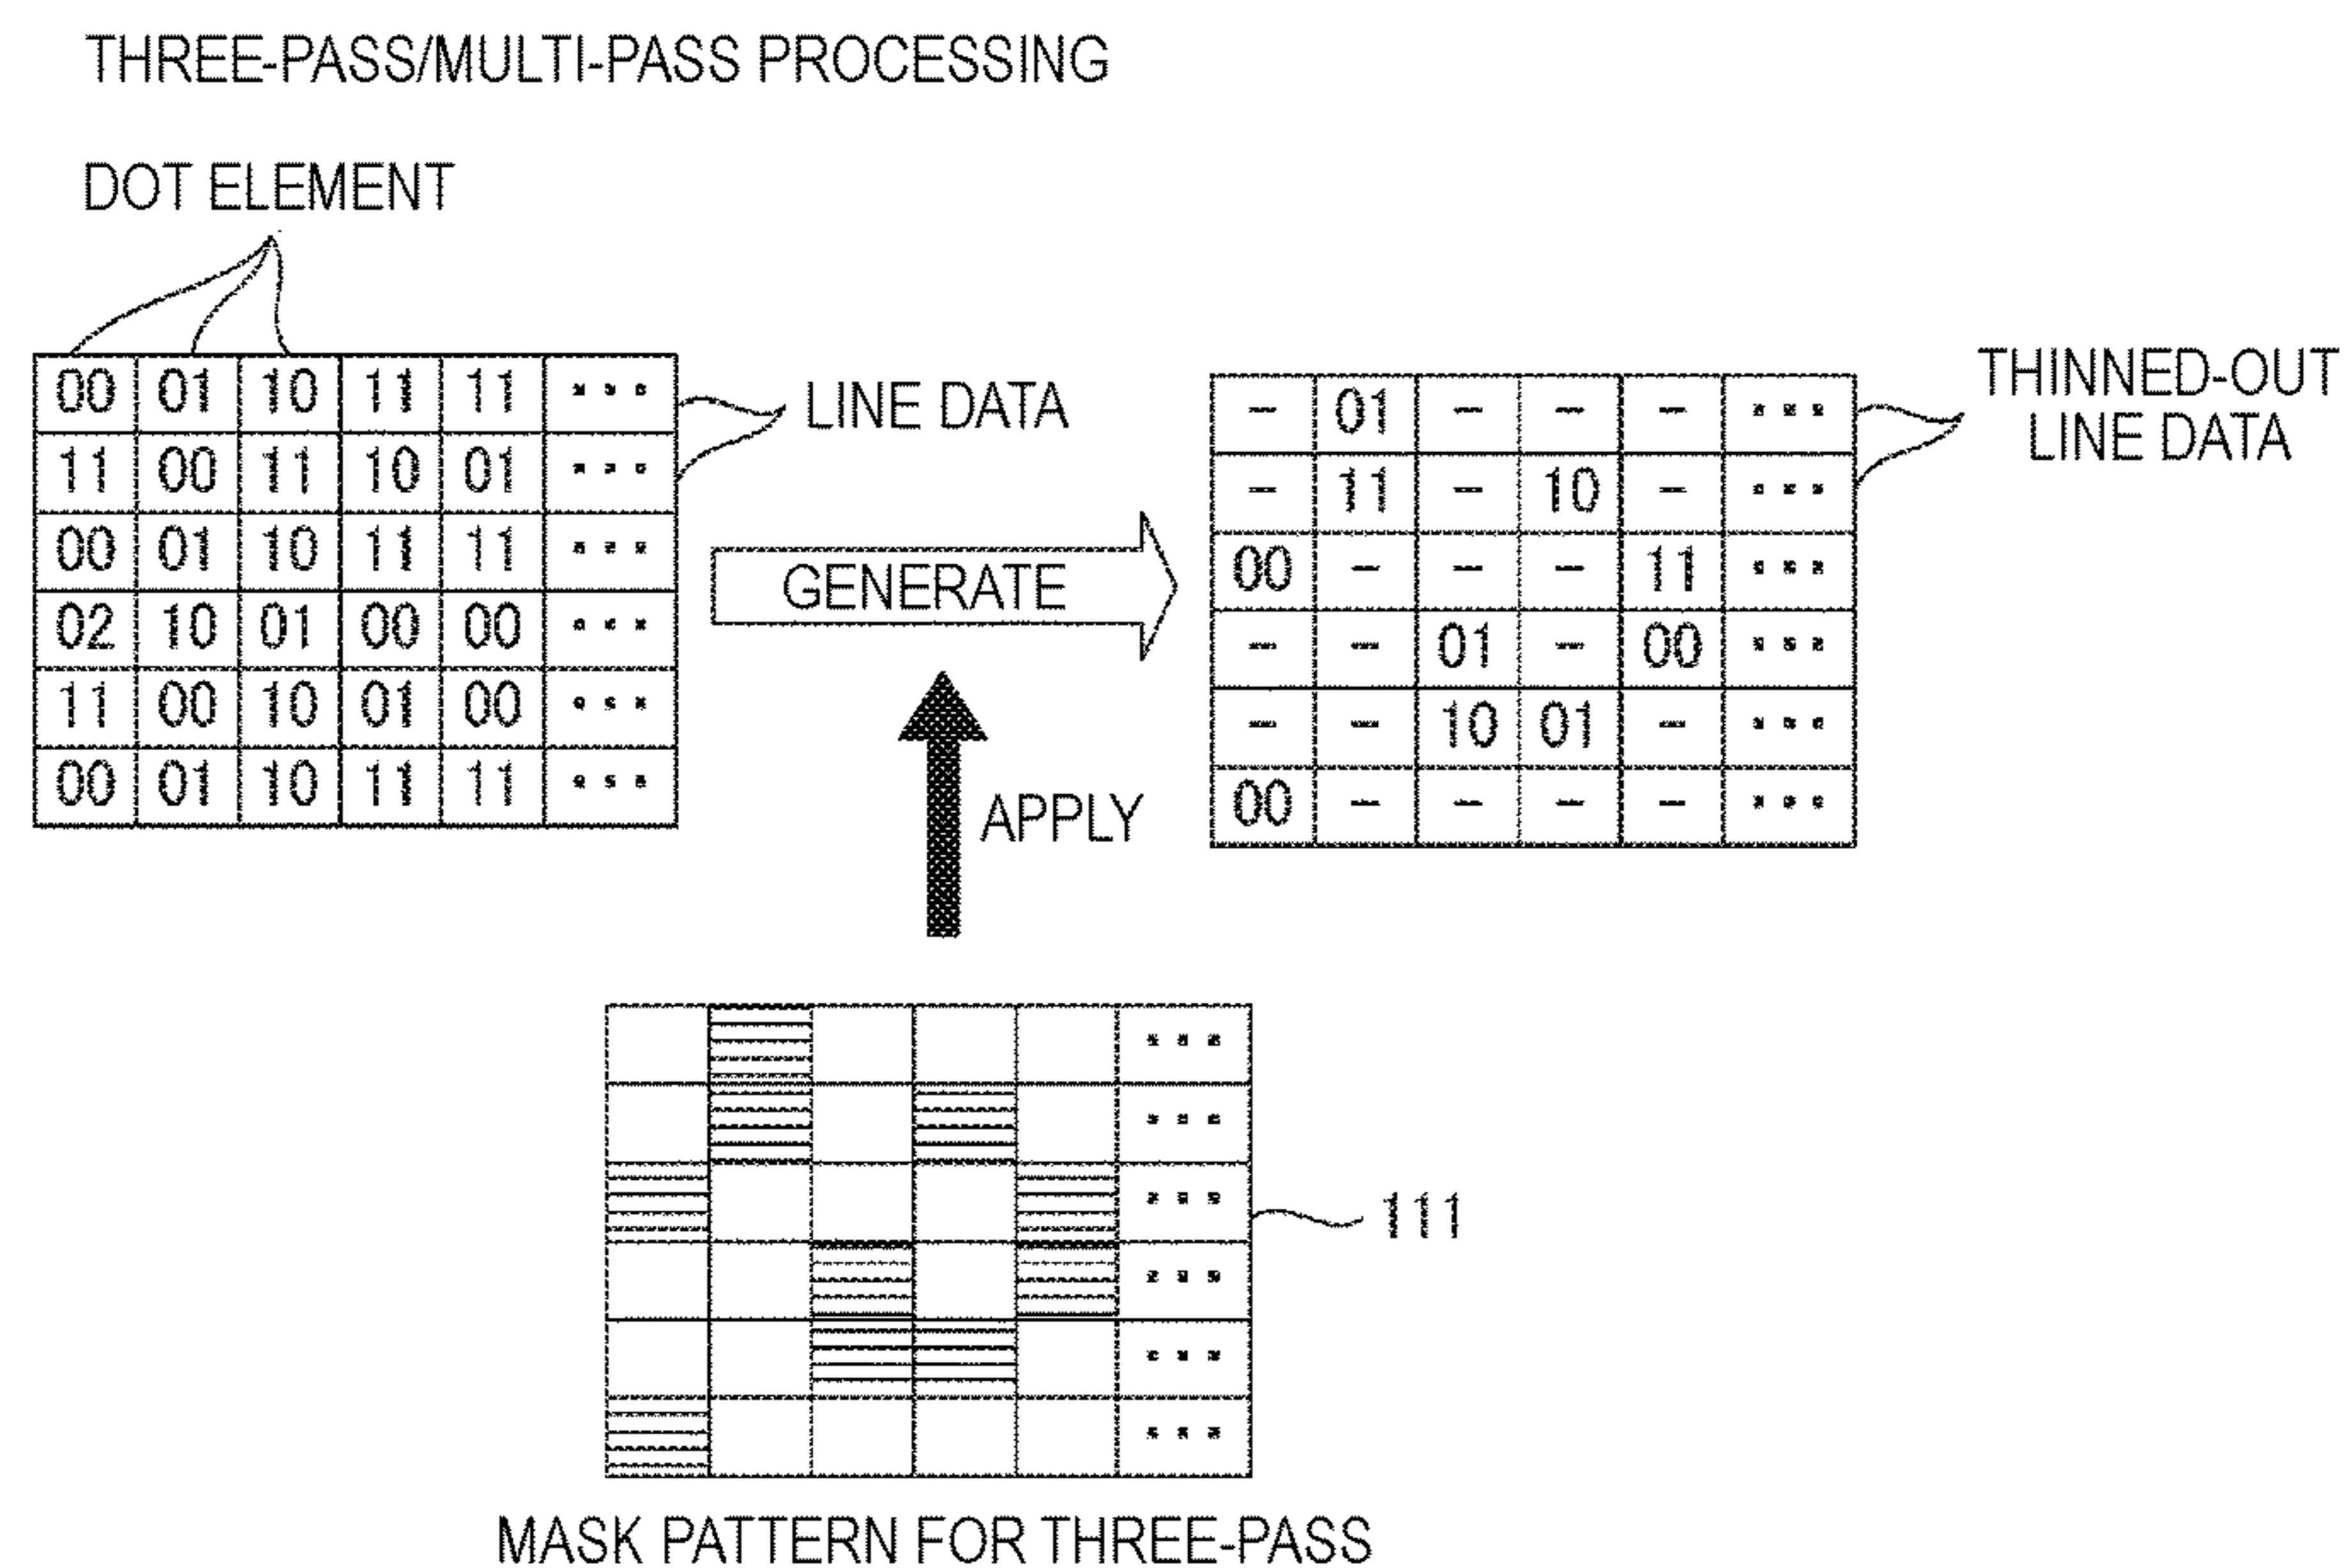 THREE-PASS/MULTI-PASS PROCESSING
DOT ELEMENT
00 01 10 11 11 ...
11 00 11 10 01 ...
00 01 10 11 11 ...
02 10 01 00 00 ...
11 00 10 01 00 ...
00 01 10 11 11 ...
LINE DATA
GENERATE
APPLY
- 01 - - - ...
- 11 - 10 - ...
00 - - - 11 ...
- - 01 - 00 ...
- - 10 01 - ...
00 - - - - ...
THINNED-OUT
LINE DATA
...
...
...
...
...
...
111
MASK PATTERN FOR THREE-PASS